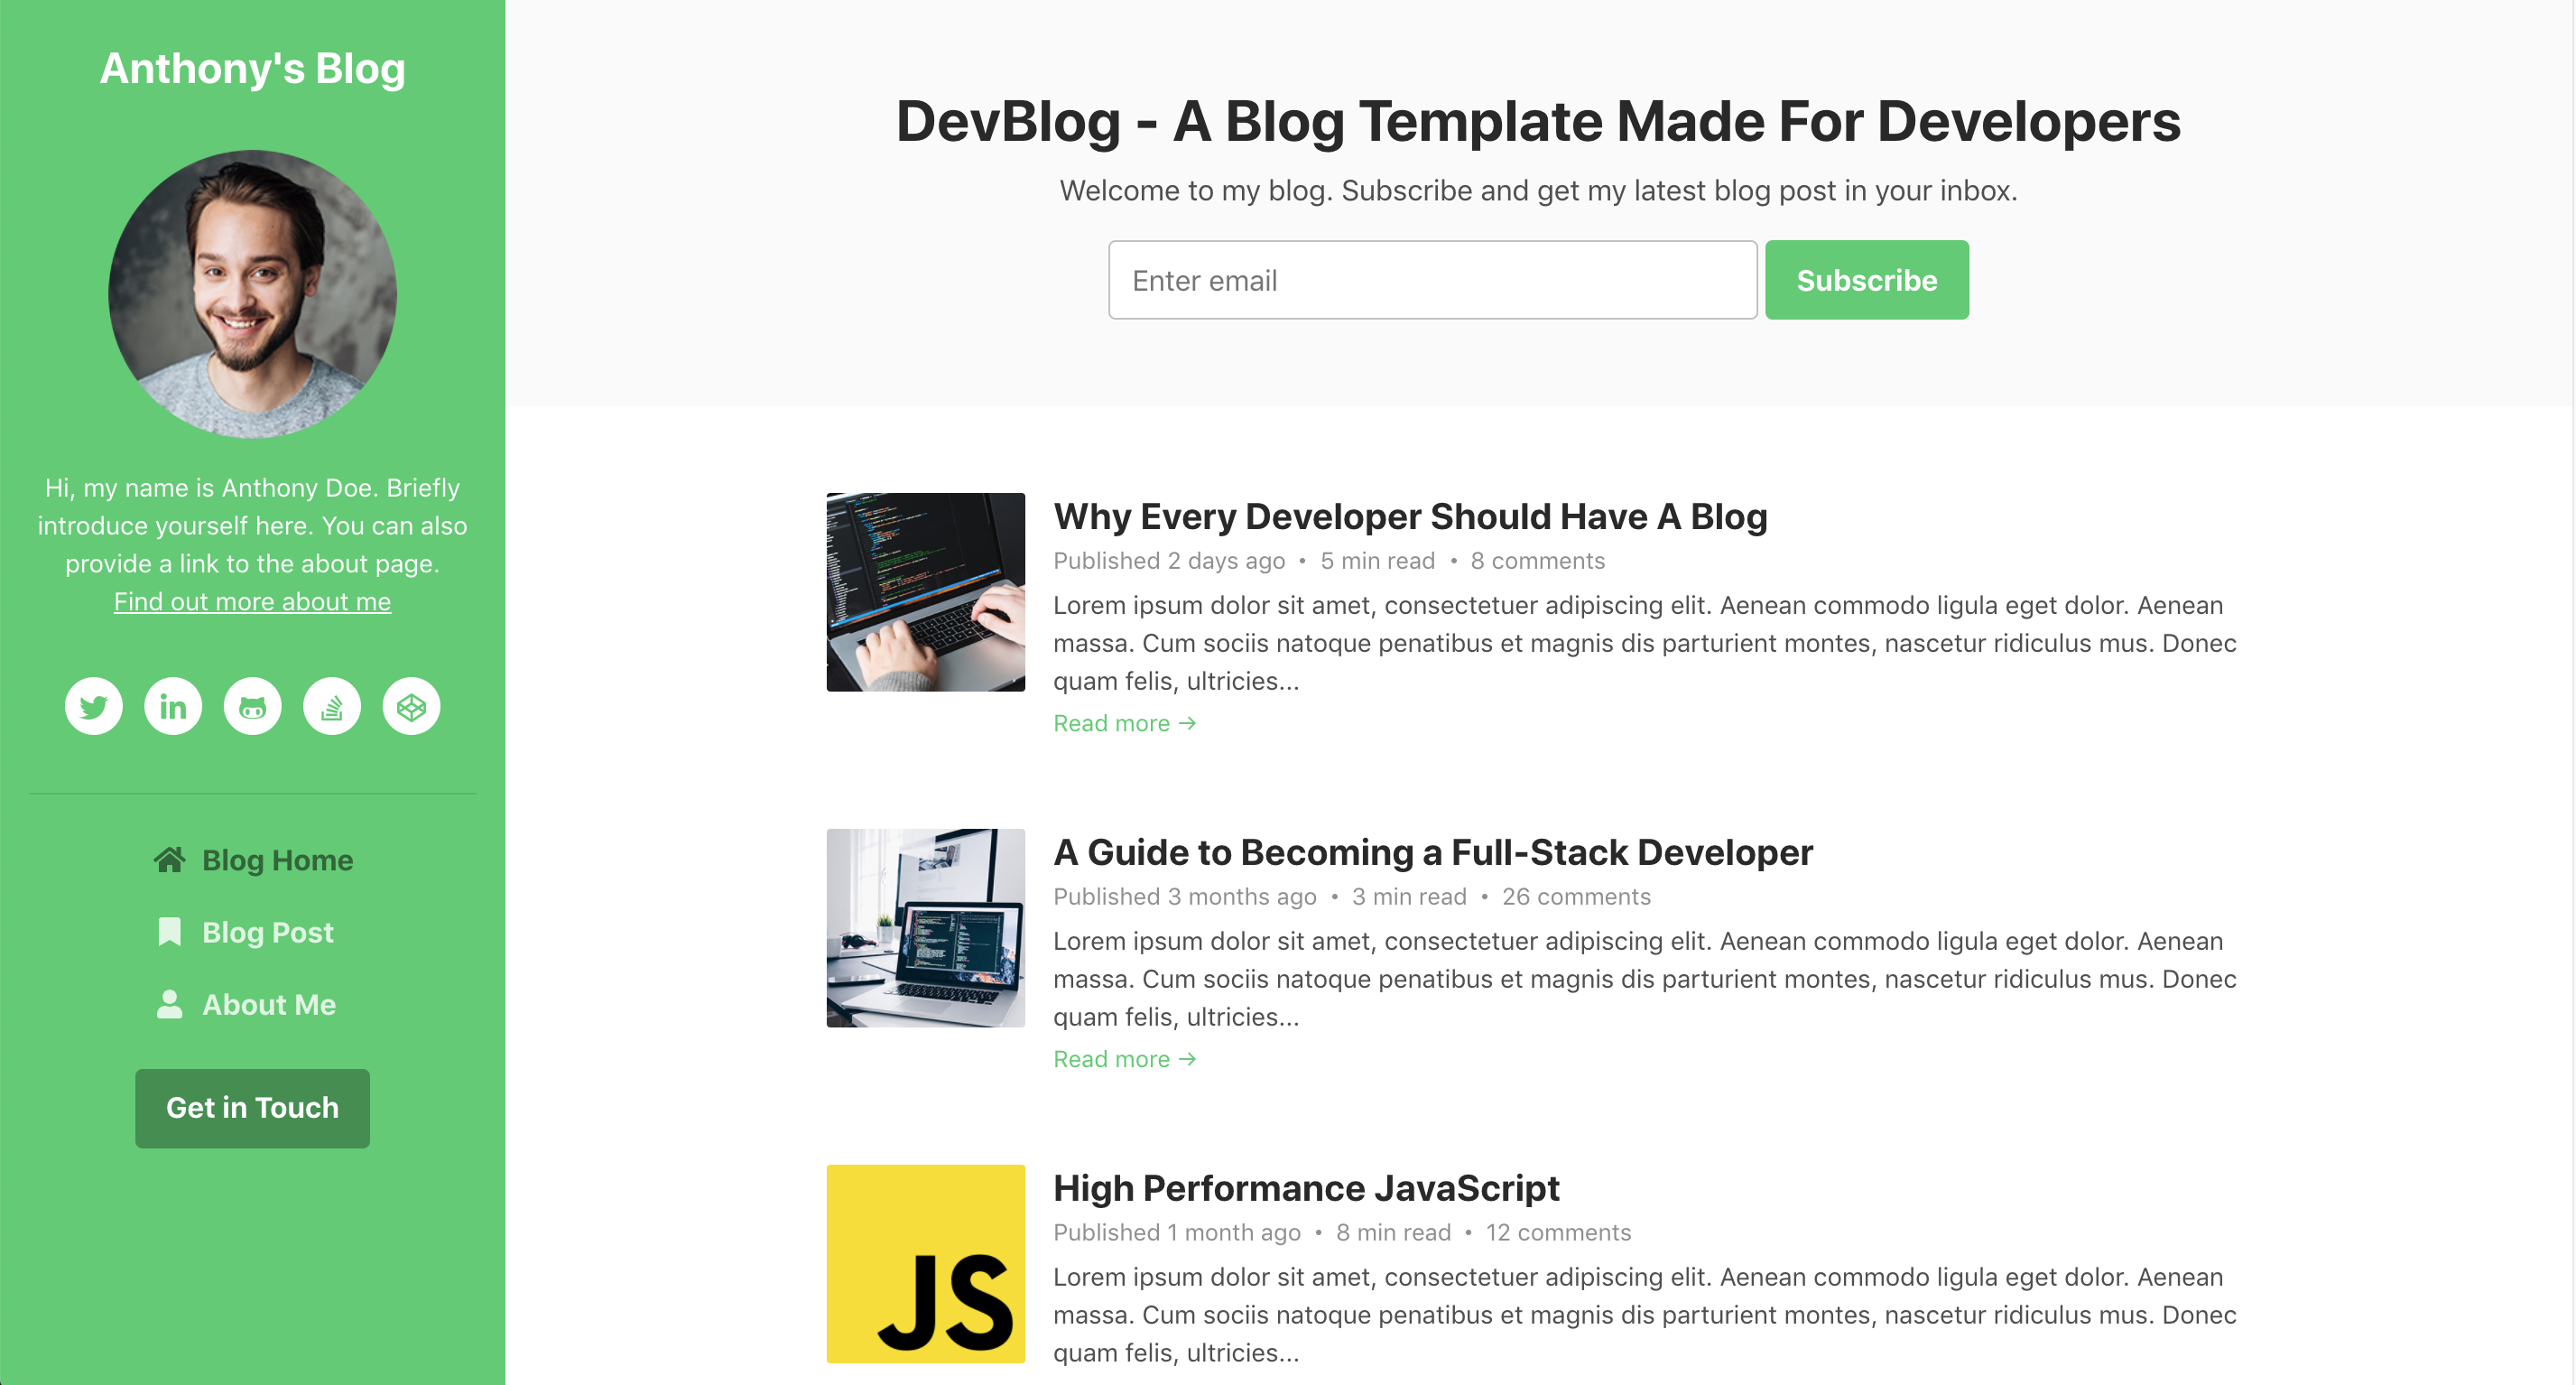 Anthony's Blog
Hi, my name is Anthony Doe. Briefly
introduce yourself here. You can also
provide a link to the about page.
Find out more about me
in
Blog Home
Blog Post
About Me
Get in Touch
DevBlog - A Blog Template Made For Developers
Welcome to my blog. Subscribe and get my latest blog post in your inbox.
Enter email
Subscribe
Why Every Developer Should Have A Blog
Published 2 days ago • 5 min read • 8 comments
Lorem ipsum dolor sit amet, consectetuer adipiscing elit. Aenean commodo ligula eget dolor. Aenean
massa. Cum sociis natoque penatibus et magnis dis parturient montes, nascetur ridiculus mus. Donec
quam felis, ultricies...
Read more →
A Guide to Becoming a Full-Stack Developer
Published 3 months ago • 3 min read • 26 comments
Lorem ipsum dolor sit amet, consectetuer adipiscing elit. Aenean commodo ligula eget dolor. Aenean
massa. Cum sociis natoque penatibus et magnis dis parturient montes, nascetur ridiculus mus. Donec
quam felis, ultricies...
Read more →
JS
High Performance JavaScript
Published 1 month ago • 8 min read • 12 comments
Lorem ipsum dolor sit amet, consectetuer adipiscing elit. Aenean commodo ligula eget dolor. Aenean
massa. Cum sociis natoque penatibus et magnis dis parturient montes, nascetur ridiculus mus. Donec
quam felis, ultricies...